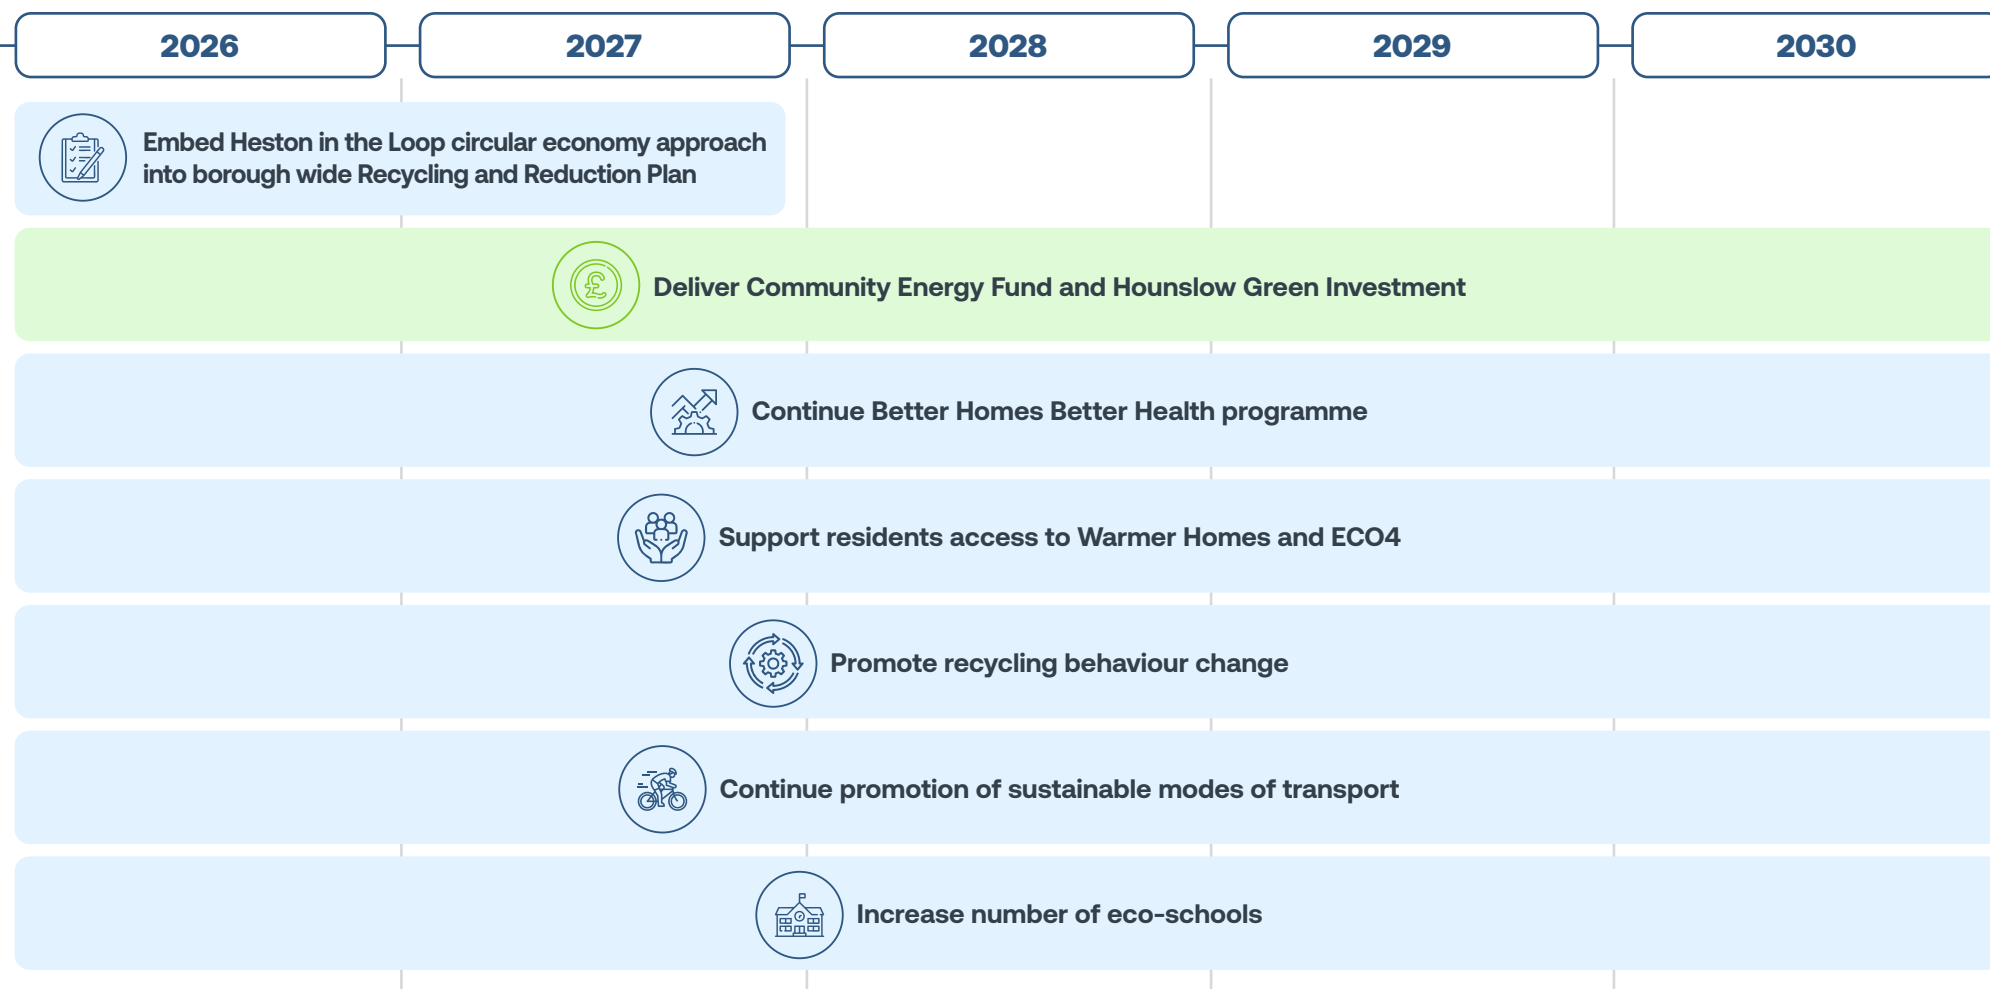 2026
2027
2028
2029
2030
Embed Heston in the Loop circular economy approach
into borough wide Recycling and Reduction Plan
Deliver Community Energy Fund and Hounslow Green Investment
Continue Better Homes Better Health programme
Support residents access to Warmer Homes and ECO4
Promote recycling behaviour change
Continue promotion of sustainable modes of transport
Increase number of eco-schools